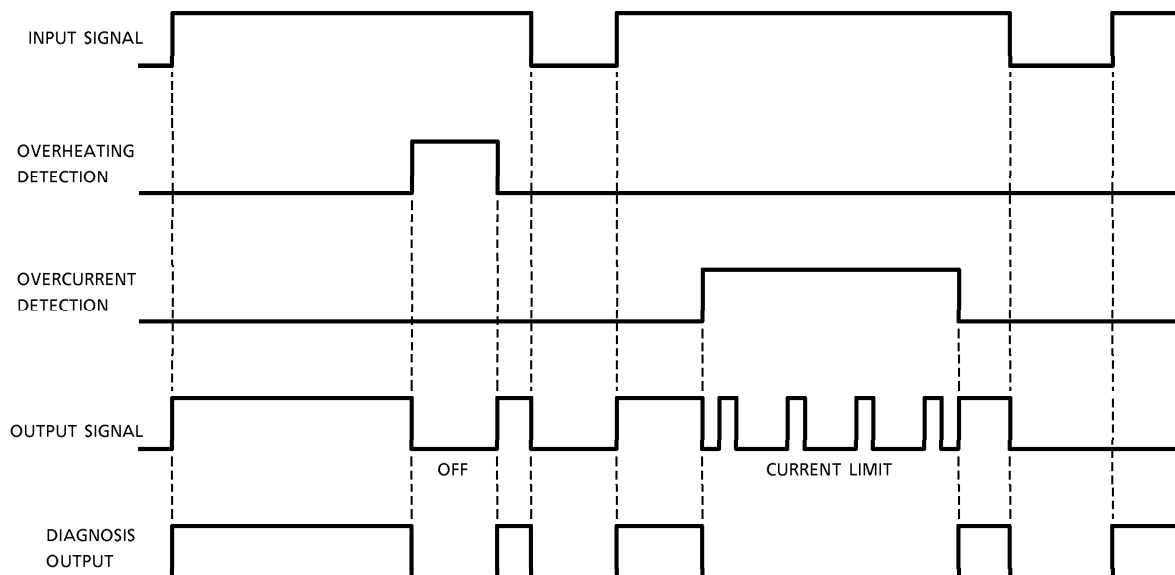 INPUT SIGNAL
OVERHEATING
DETECTION
OVERCURRENT
DETECTION
OUTPUT SIGNAL
OFF
CURRENT LIMIT
DIAGNOSIS
OUTPUT